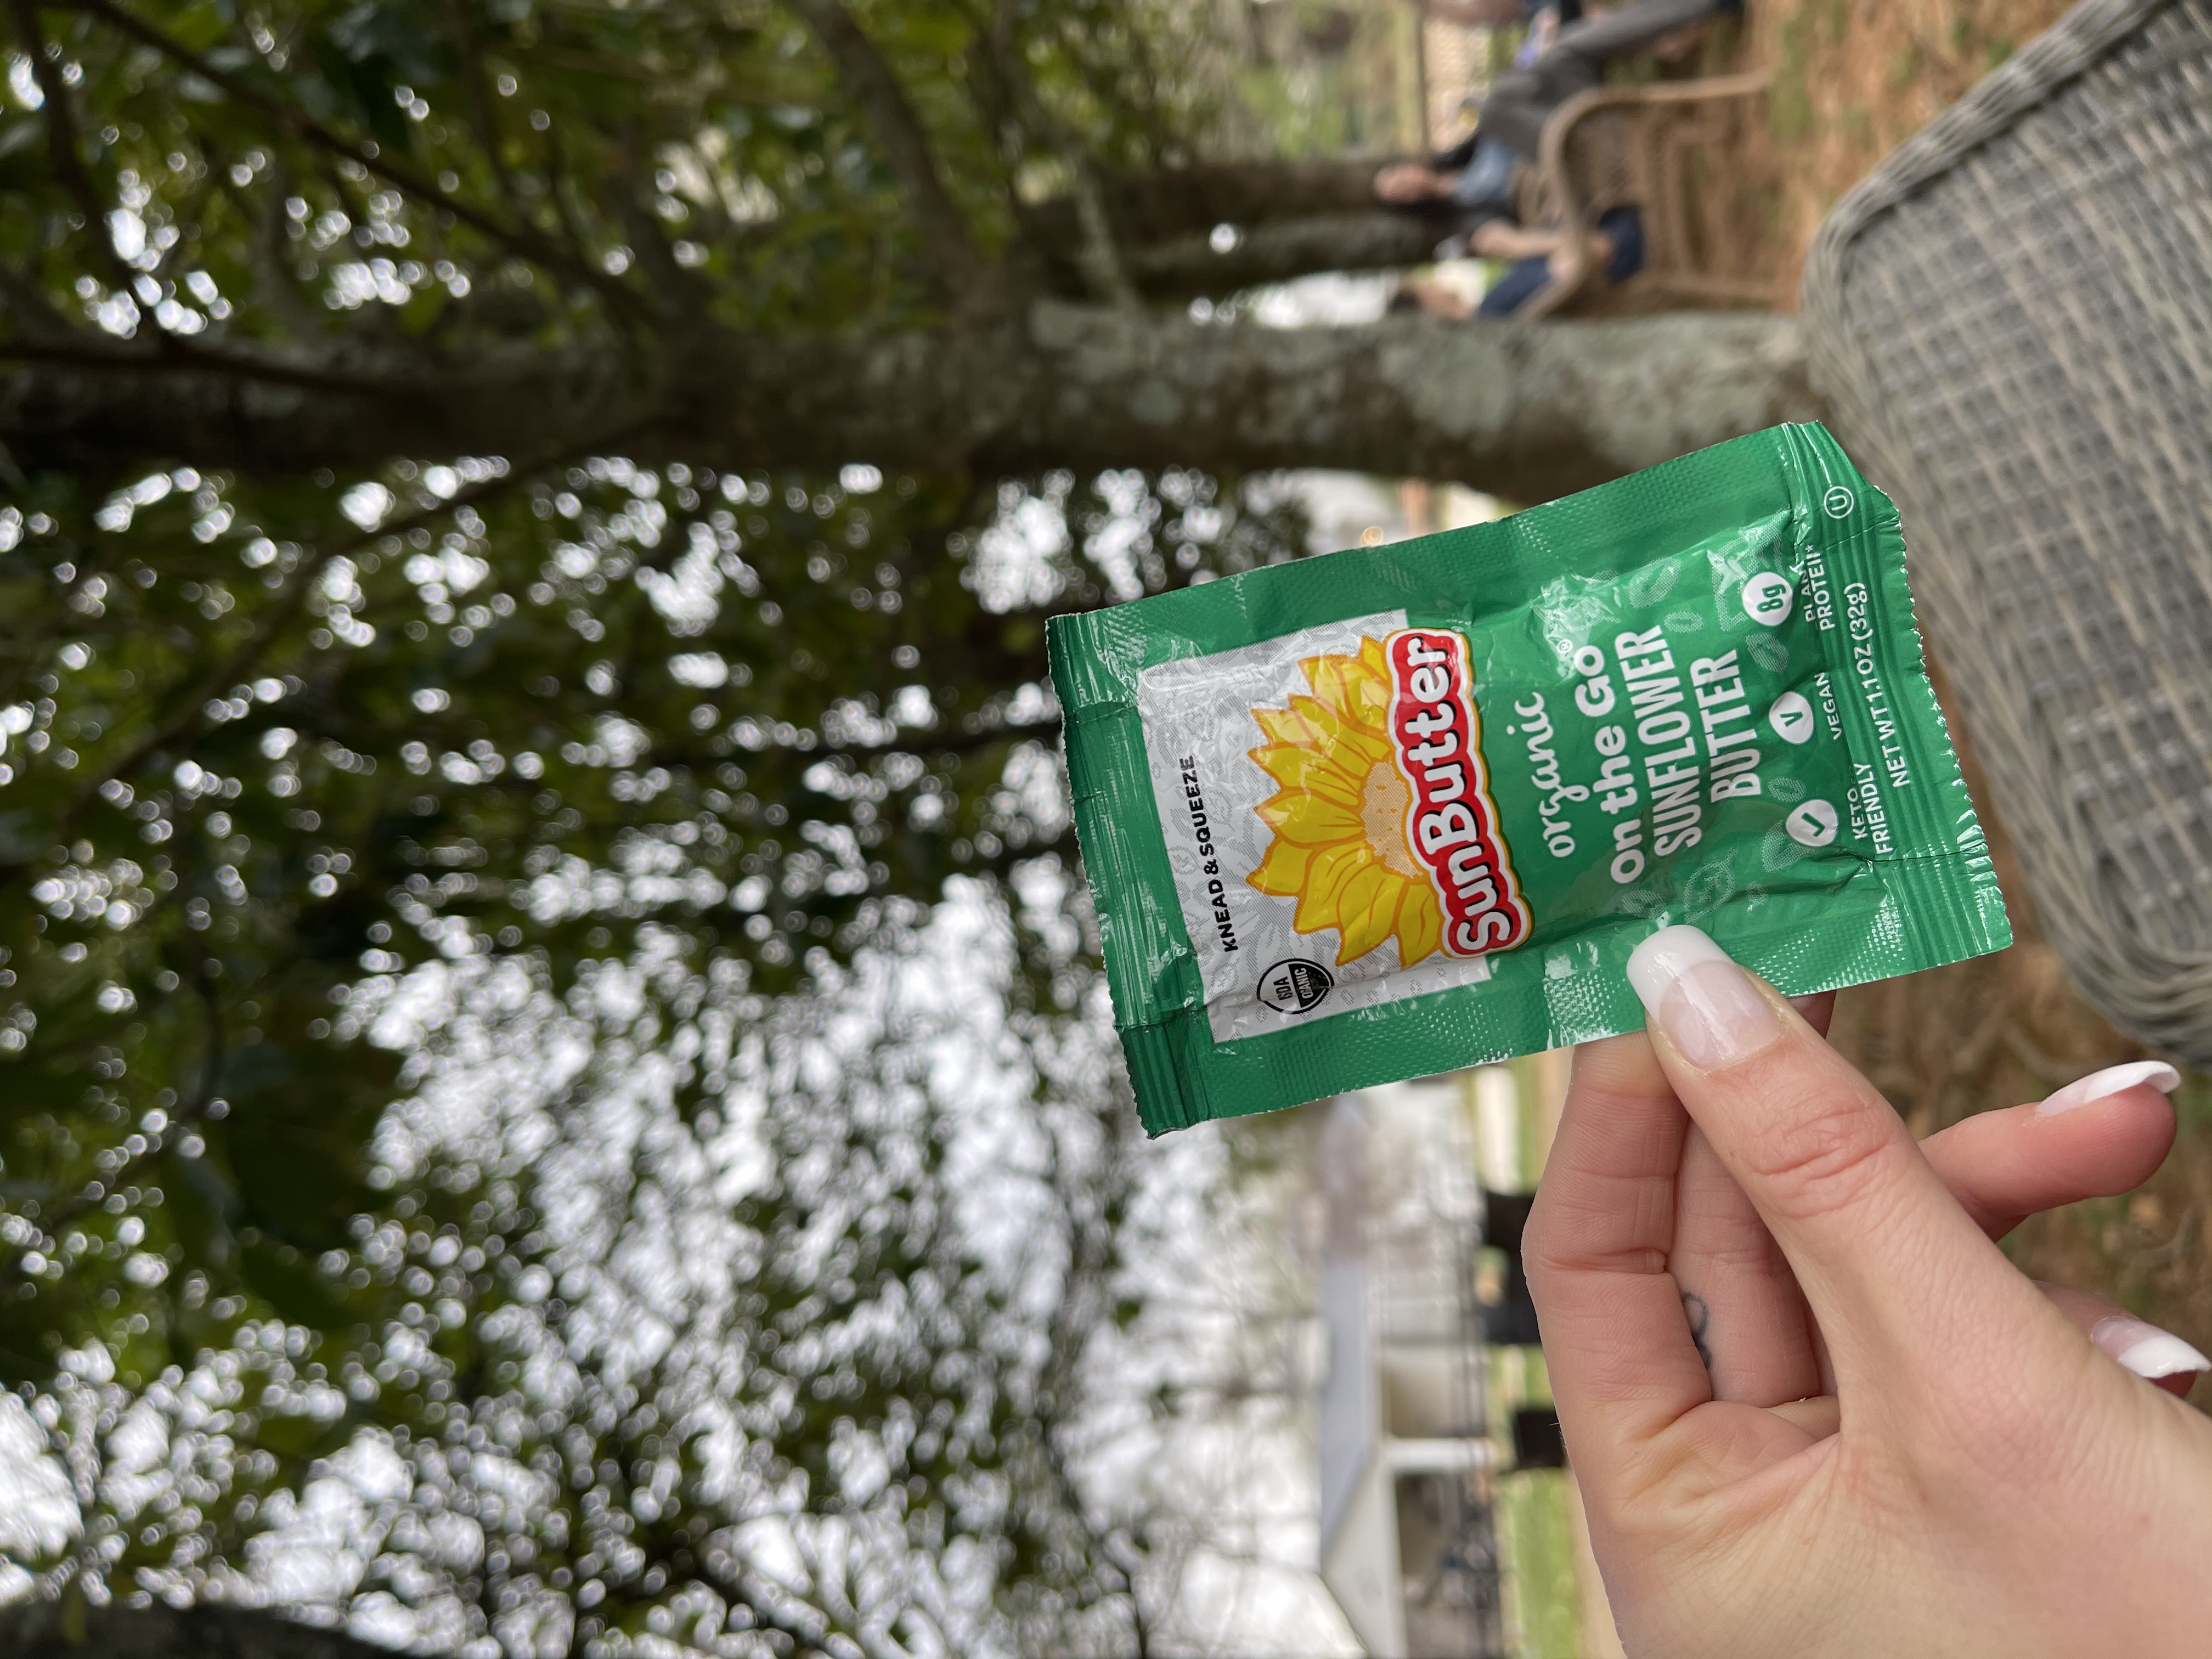 KNEAD & SQUEEZE
SunButter
organic
on the GO®
SUNFLOWER
BUTTER
KETO
FRIENDLY
V
VEGAN
8g
PLANT
PROTEIN*
NET WT 1.1 OZ (32g)
U